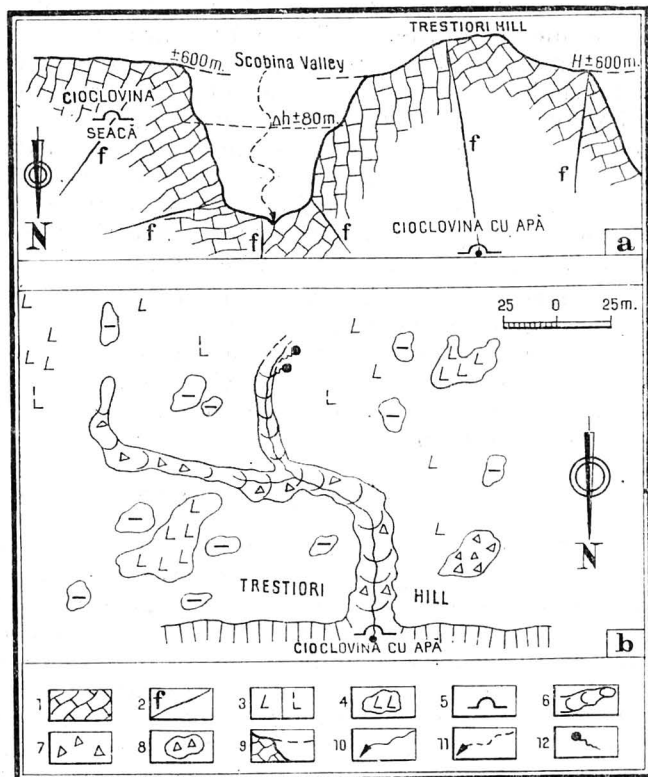 TRESTIORI HILL
±600m.
Scobina Valley
H±600m.
CIOCLOVINA
SEACĂ
Δh±80m.
f
f
f
f
f
f
N
CIOCLOVINA CU APĂ
a
L L L L L L L L L L L L
25 0 25m.
L L L
L L L L L L
N
TRESTIORI HILL
CIOCLOVINA CU APĂ
b
1 2 f 3 L L 4 L L 5 6
7 8 9 10 11 12